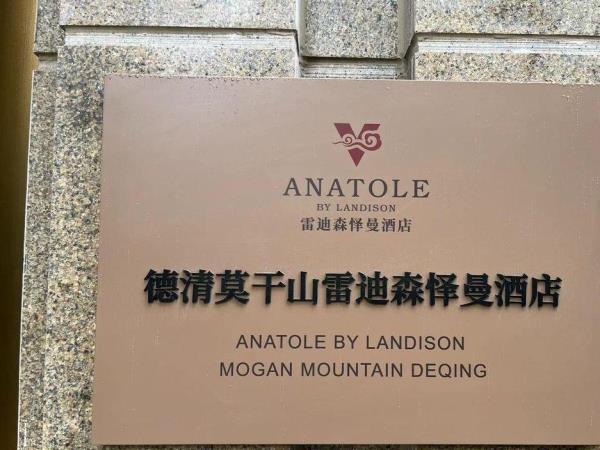 ANATOLE
BY LANDISON
雷迪森怿曼酒店
德清莫干山雷迪森怿曼酒店
ANATOLE BY LANDISON
MOGAN MOUNTAIN DEQING